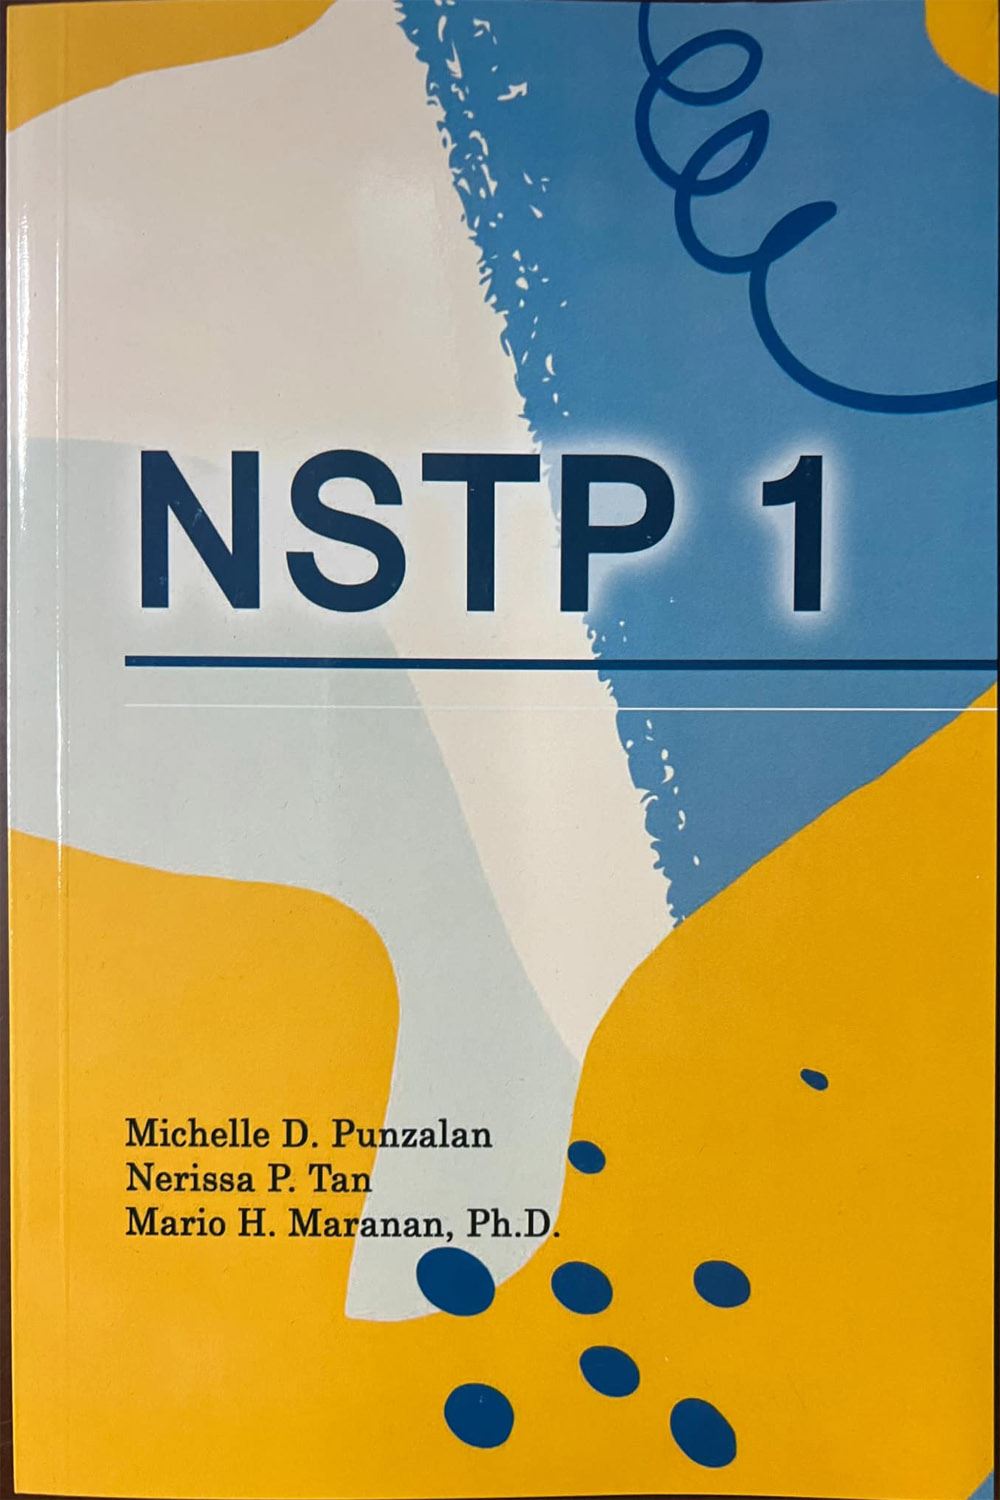 NSTP 1
Michelle D. Punzalan
Nerissa P. Tan
Mario H. Maranan, Ph.D.